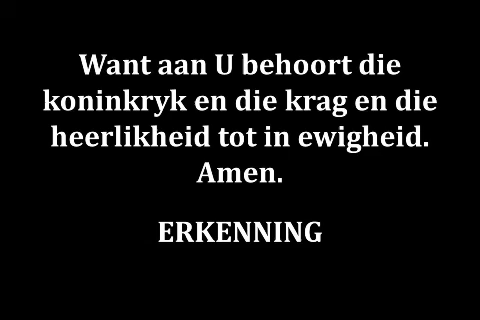 Want aan U behoort die
koninkryk en die krag en die
heerlikheid tot in ewigheid.
Amen.
ERKENNING